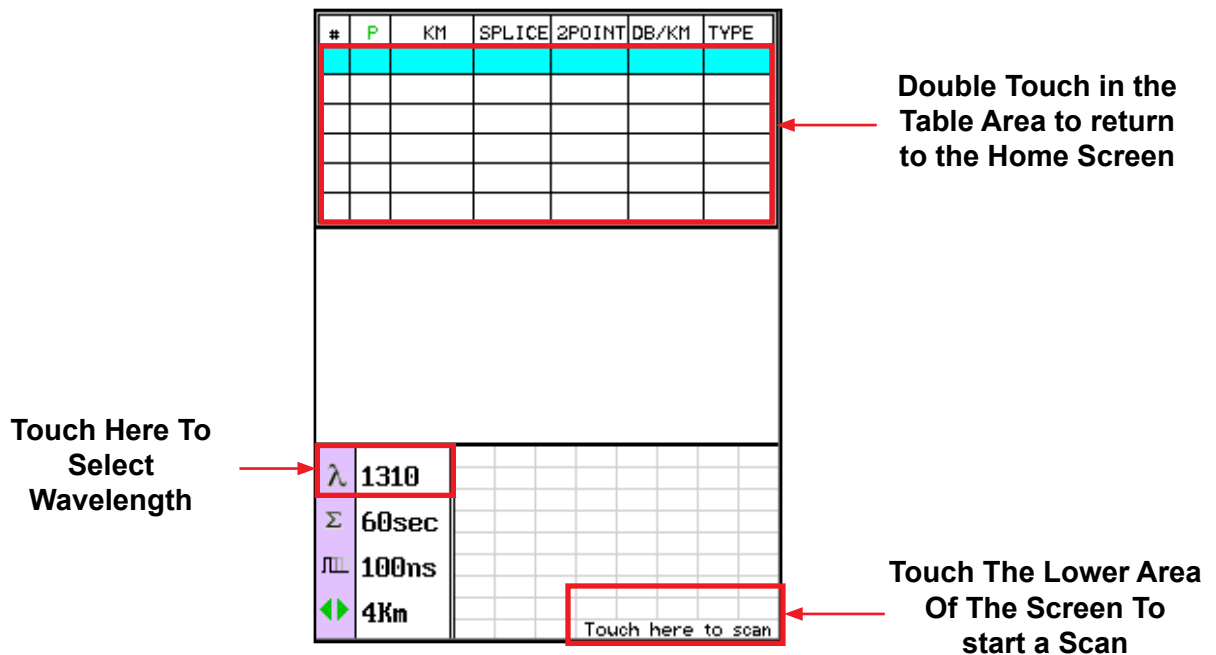 # P KM SPLICE 2POINT DB/KM TYPE
Double Touch in the
Table Area to return
to the Home Screen
Touch Here To
Select
Wavelength
λ 1310
Σ 60sec
100ns
4Km
Touch here to scan
Touch The Lower Area
Of The Screen To
start a Scan